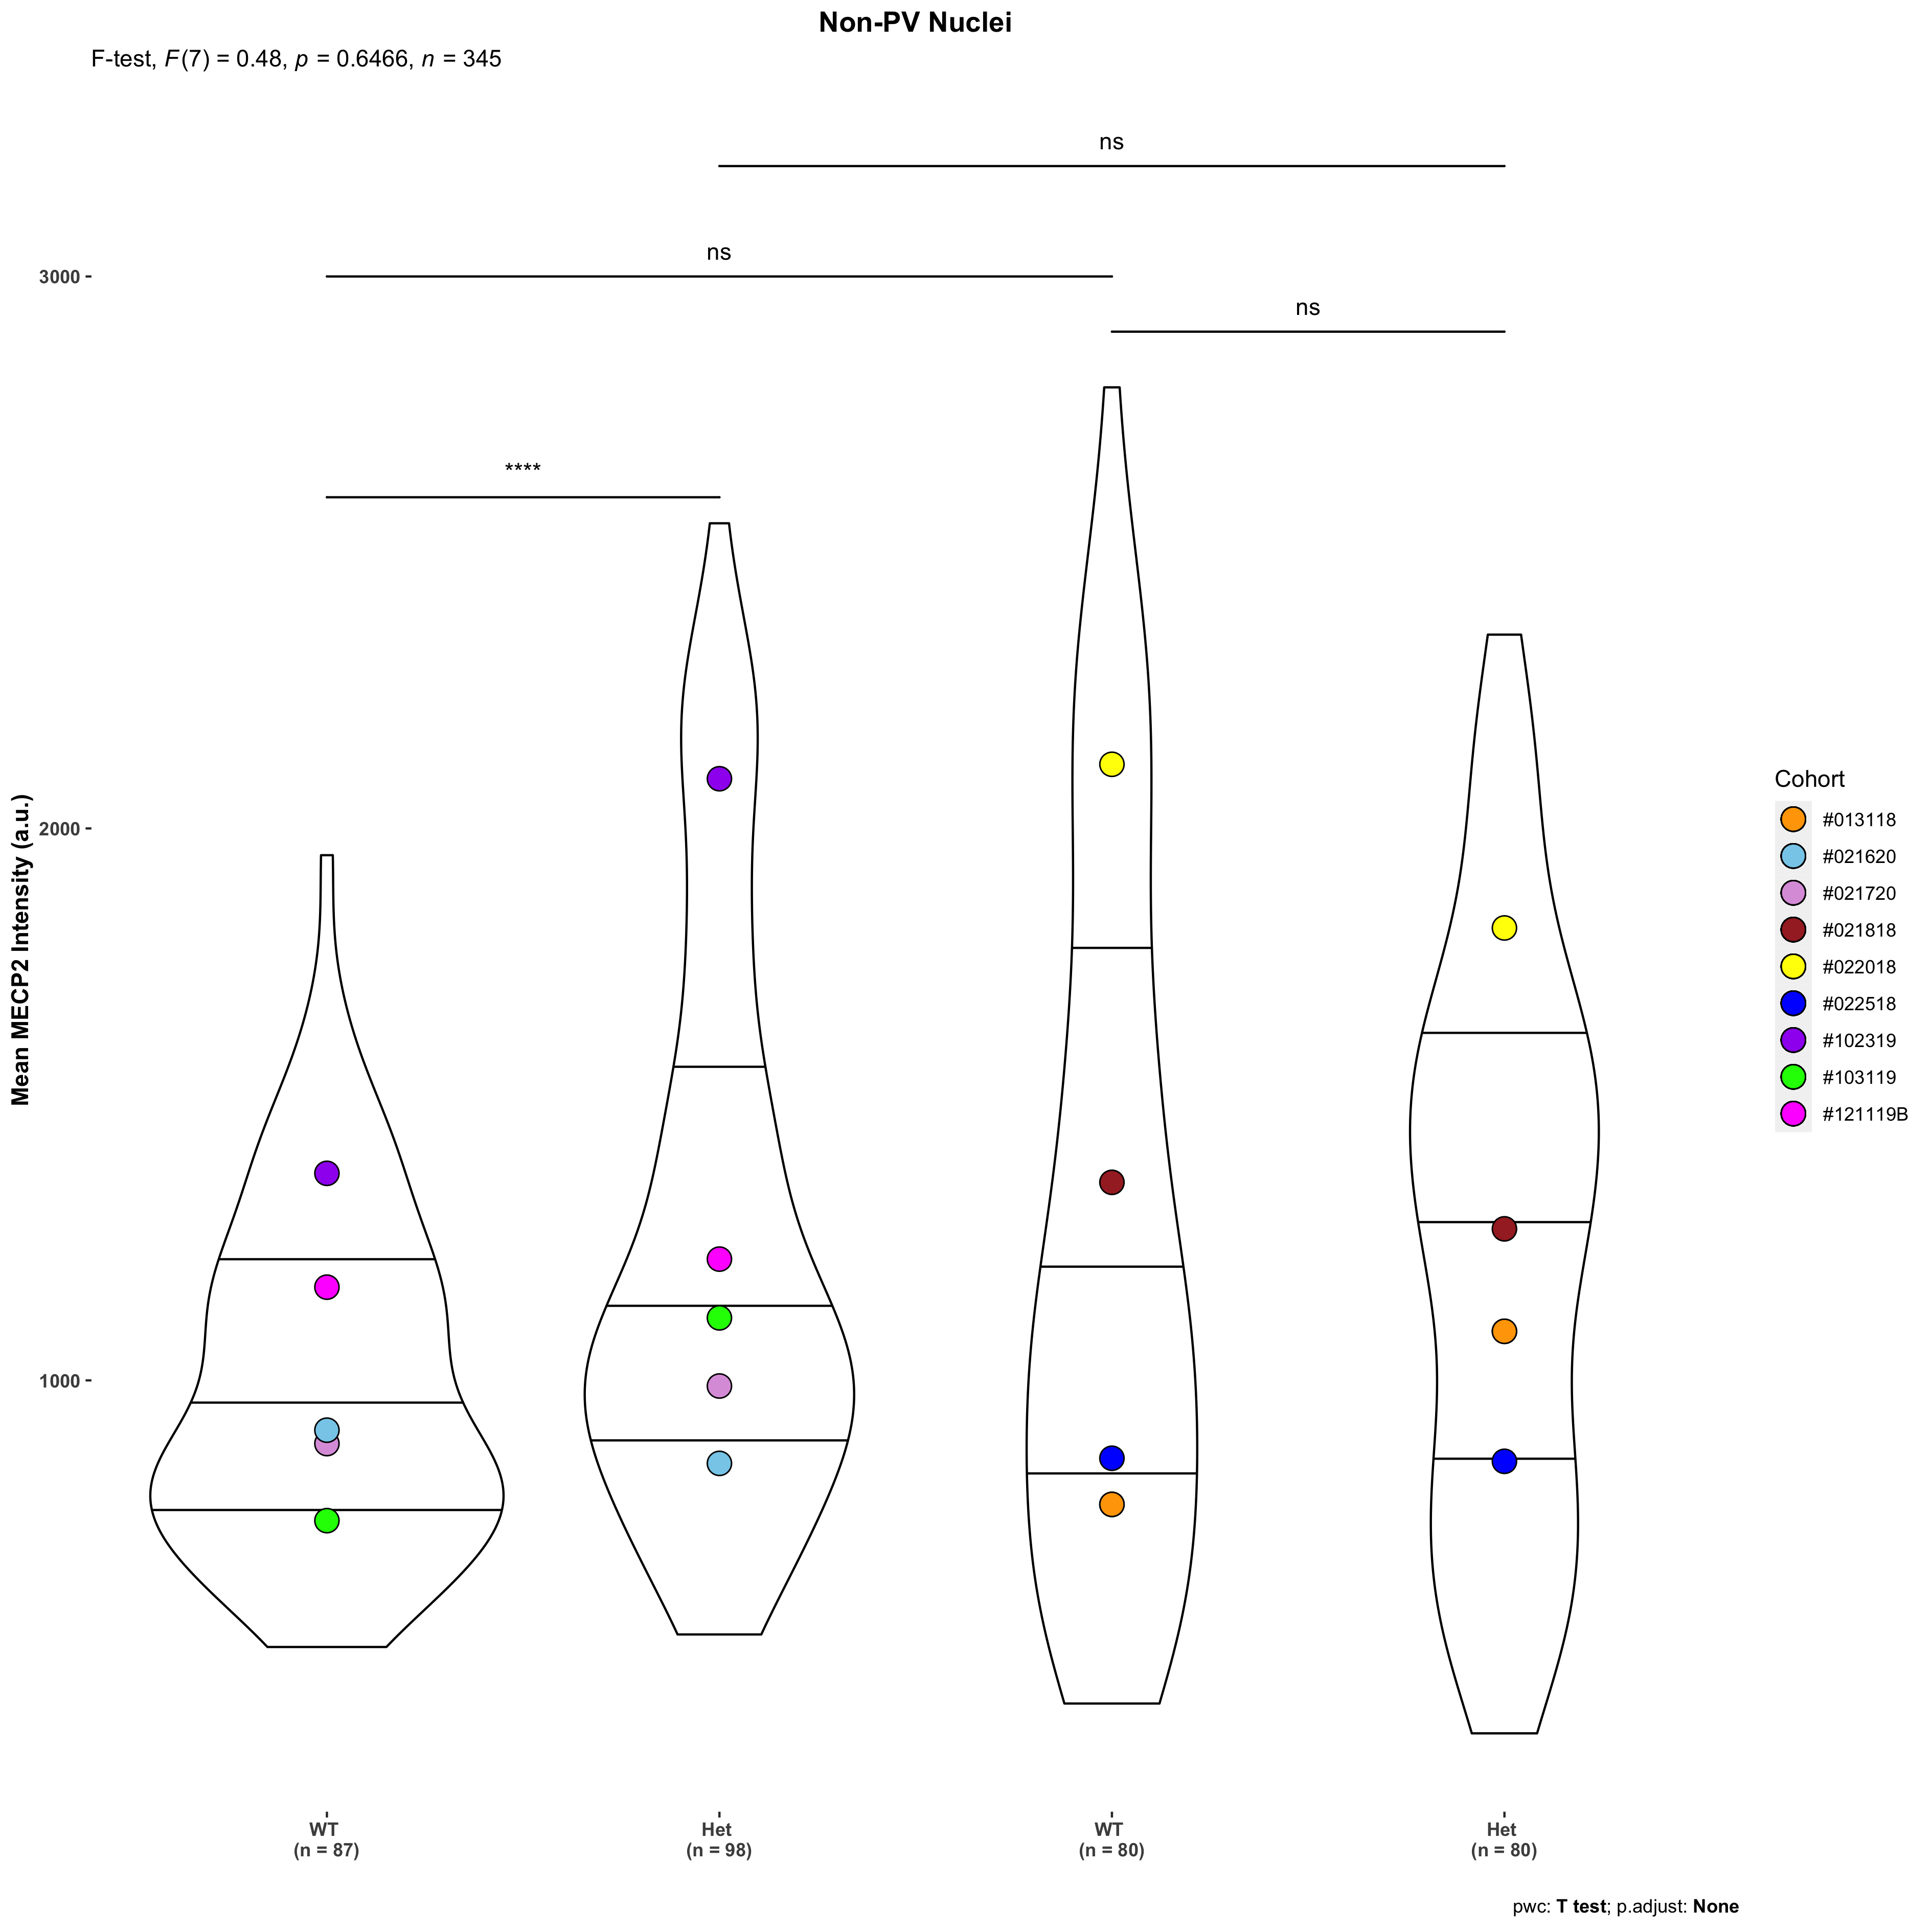 Non-PV Nuclei
F-test, F(7) = 0.48, p = 0.6466, n = 345
ns
ns
3000
ns
****
2000
1000
Mean MECP2 Intensity (a.u.)
Cohort
#013118
#021620
#021720
#021818
#022018
#022518
#102319
#103119
#121119B
WT
(n = 87)
Het
(n = 98)
WT
(n = 80)
Het
(n = 80)
pwc: T test; p.adjust: None